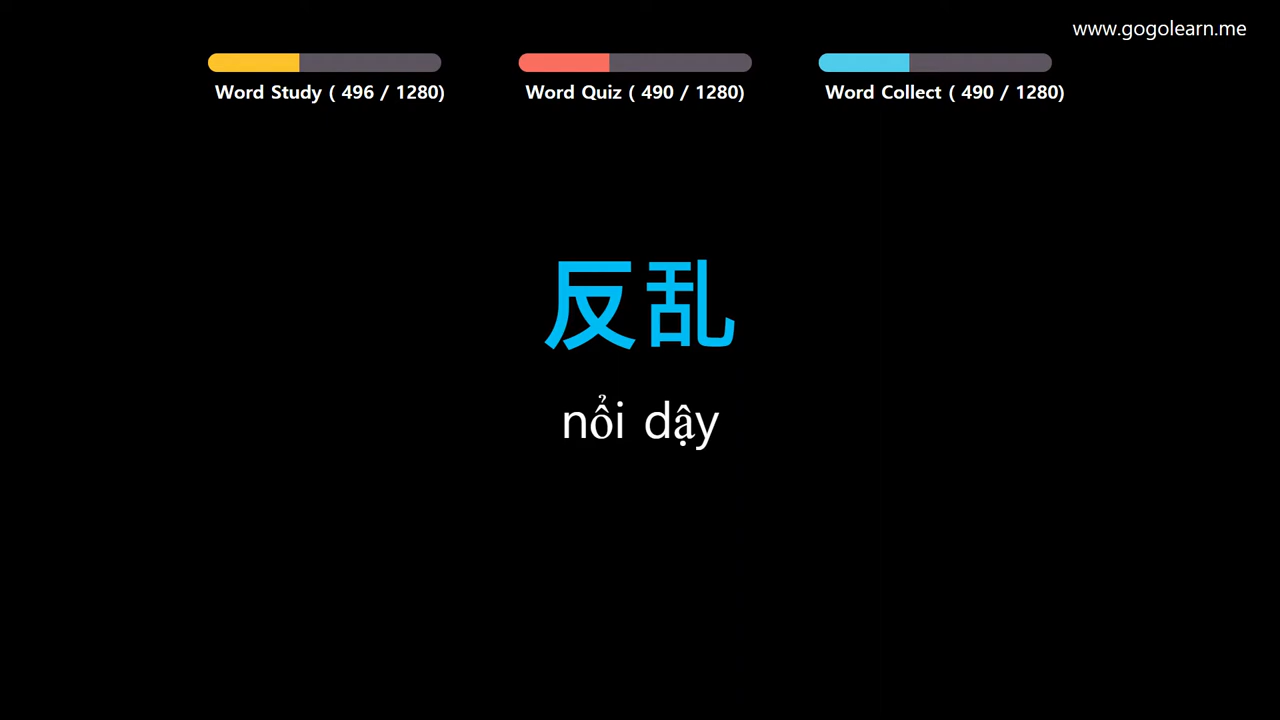 www.gogolearn.me
Word Study ( 496 / 1280)
Word Quiz ( 490 / 1280)
Word Collect ( 490 / 1280)
反乱
nổi dậy